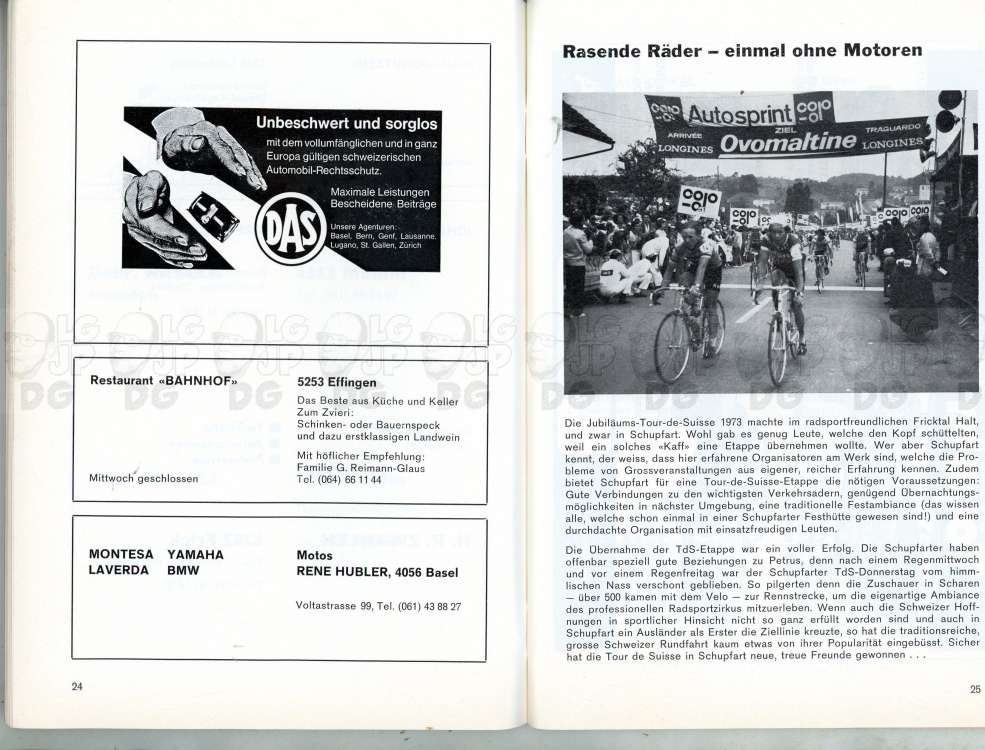 Unbeschwert und sorglos
mit dem vollumfänglichen und in ganz
Europa gültigen schweizerischen
Automobil-Rechtsschutz.
Maximale Leistungen
Bescheidene Beiträge
DAS
Unsere Agenturen:
Basel, Bern, Genf, Lausanne,
Lugano, St. Gallen, Zürich
Restaurant «BAHNHOF»
Mittwoch geschlossen
5253 Effingen
Das Beste aus Küche und Keller
Zum Zvieri:
Schinken- oder Bauernspeck
und dazu erstklassigen Landwein
Mit höflicher Empfehlung:
Familie G. Reimann-Glaus
Tel. (064) 66 11 44
MONTESA YAMAHA
LAVERDA BMW
Motos
RENE HUBLER, 4056 Basel
Voltastrasse 99, Tel. (061) 43 88 27
24
Rasende Räder – einmal ohne Motoren
Autosprint
ARRIVÉE ZIEL TRAGUARDO
LONGINES Ovomaltine LONGINES
Die Jubiläums-Tour-de-Suisse 1973 machte im radsportfreundlichen Fricktal Halt,
und zwar in Schupfart. Wohl gab es genug Leute, welche den Kopf schüttelten,
weil ein solches «Kaff» eine Etappe übernehmen wollte. Wer aber Schupfart
kennt, der weiss, dass hier erfahrene Organisatoren am Werk sind, welche die Pro-
bleme von Grossveranstaltungen aus eigener, reicher Erfahrung kennen. Zudem
bietet Schupfart für eine Tour-de-Suisse-Etappe die nötigen Voraussetzungen:
Gute Verbindungen zu den wichtigsten Verkehrsadern, genügend Übernachtungs-
möglichkeiten in nächster Umgebung, eine traditionelle Festambiance (das wissen
alle, welche schon einmal in einer Schupfarter Festhütte gewesen sind!) und eine
durchdachte Organisation mit einsatzfreudigen Leuten.
Die Übernahme der TdS-Etappe war ein voller Erfolg. Die Schupfarter haben
offenbar speziell gute Beziehungen zu Petrus, denn nach einem Regenmittwoch
und vor einem Regenfreitag war der Schupfarter TdS-Donnerstag vom himm-
lischen Nass verschont geblieben. So pilgerten denn die Zuschauer in Scharen
— über 500 kamen mit dem Velo — zur Rennstrecke, um die eigenartige Ambiance
des professionellen Radsportzirkus mitzuerleben. Wenn auch die Schweizer Hoff-
nungen in sportlicher Hinsicht nicht so ganz erfüllt worden sind und auch in
Schupfart ein Ausländer als Erster die Ziellinie kreuzte, so hat die traditionsreiche,
grosse Schweizer Rundfahrt kaum etwas von ihrer Popularität eingebüsst. Sicher
hat die Tour de Suisse in Schupfart neue, treue Freunde gewonnen . . .
25